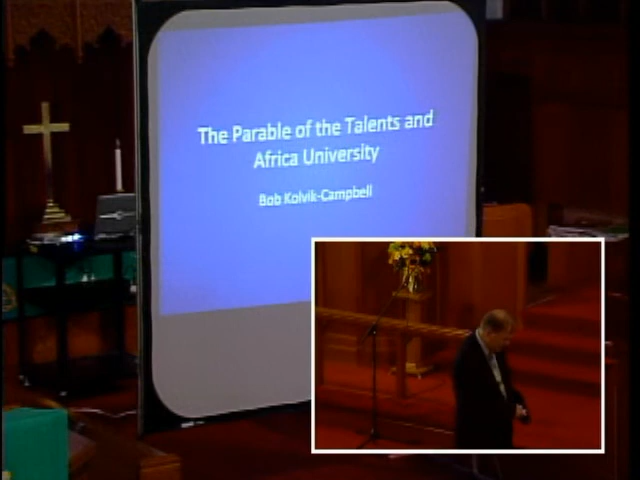 The Parable of the Talents and
Africa University
Bob Kolvik-Campbell